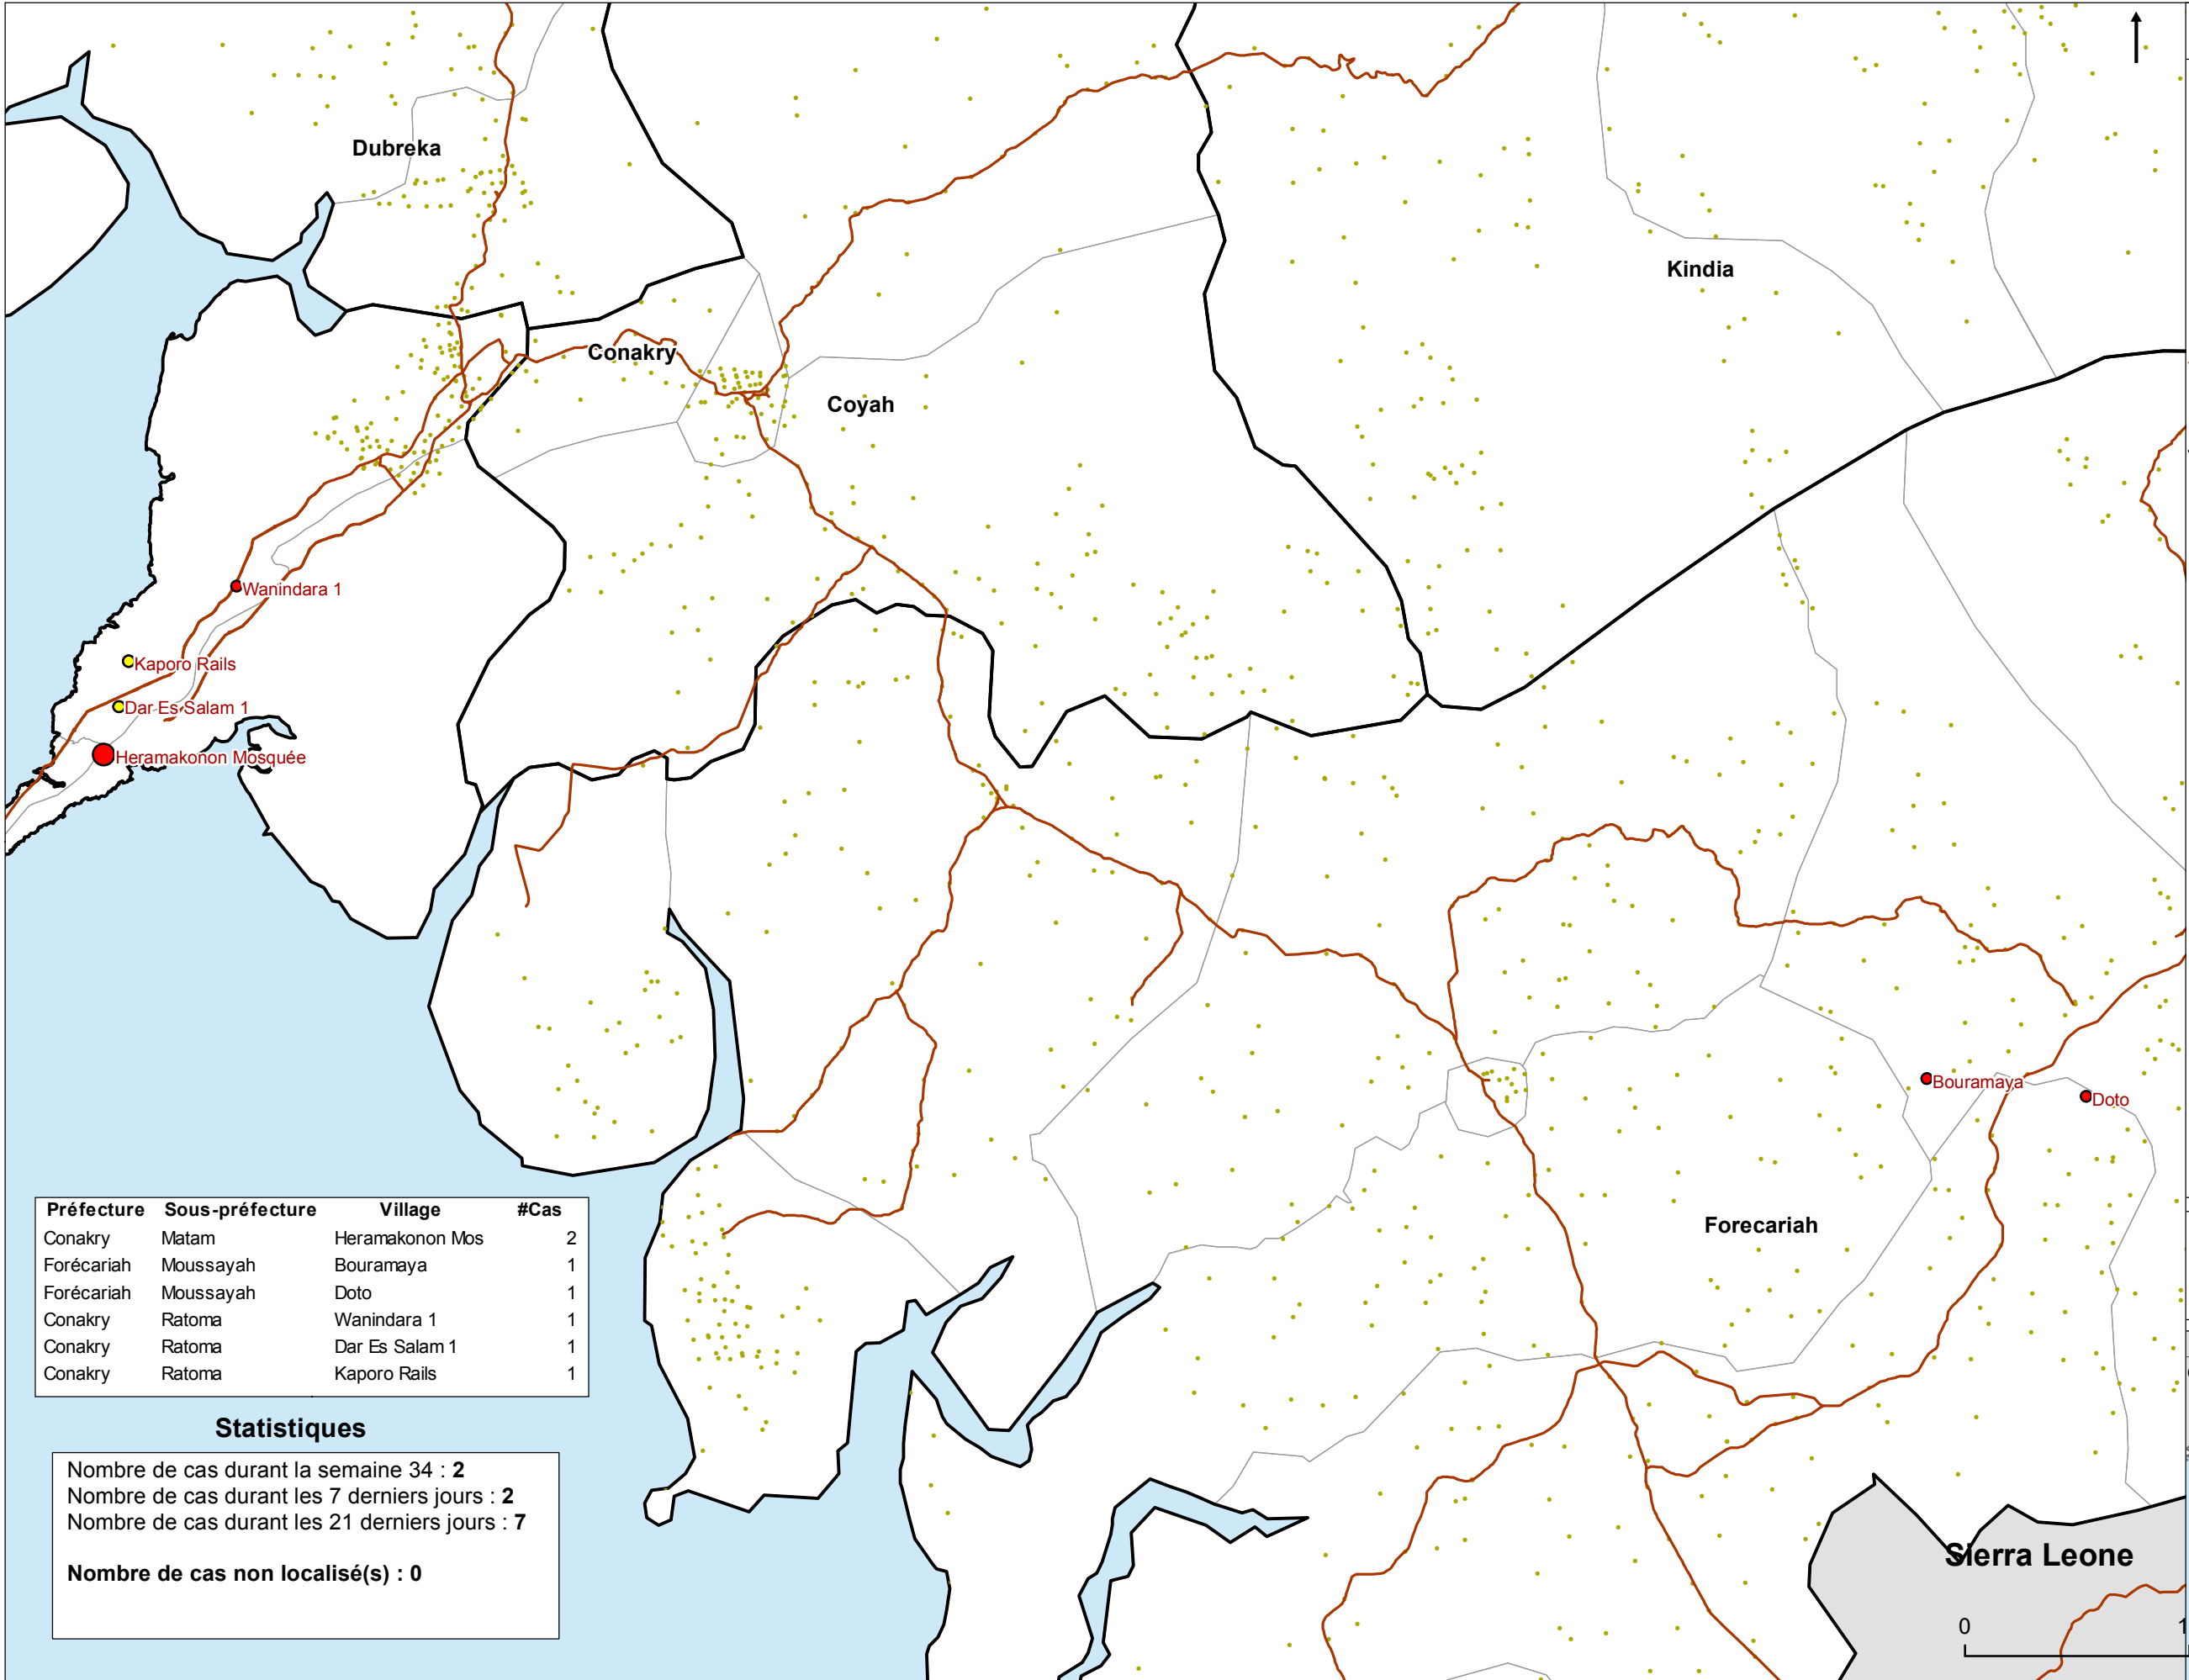 Dubreka
Kindia
Conakry
Coyah
Wanindara 1
Kaporo Rails
Dar Es Salam 1
Heramakonon Mosquée
Bouramaya
Doto
Forecariah
Préfecture Sous-préfecture Village #Cas
Conakry Matam Heramakonon Mos 2
Forécariah Moussayah Bouramaya 1
Forécariah Moussayah Doto 1
Conakry Ratoma Wanindara 1 1
Conakry Ratoma Dar Es Salam 1 1
Conakry Ratoma Kaporo Rails 1
Statistiques
Nombre de cas durant la semaine 34 : 2
Nombre de cas durant les 7 derniers jours : 2
Nombre de cas durant les 21 derniers jours : 7
Nombre de cas non localisé(s) : 0
Sierra Leone
0 1